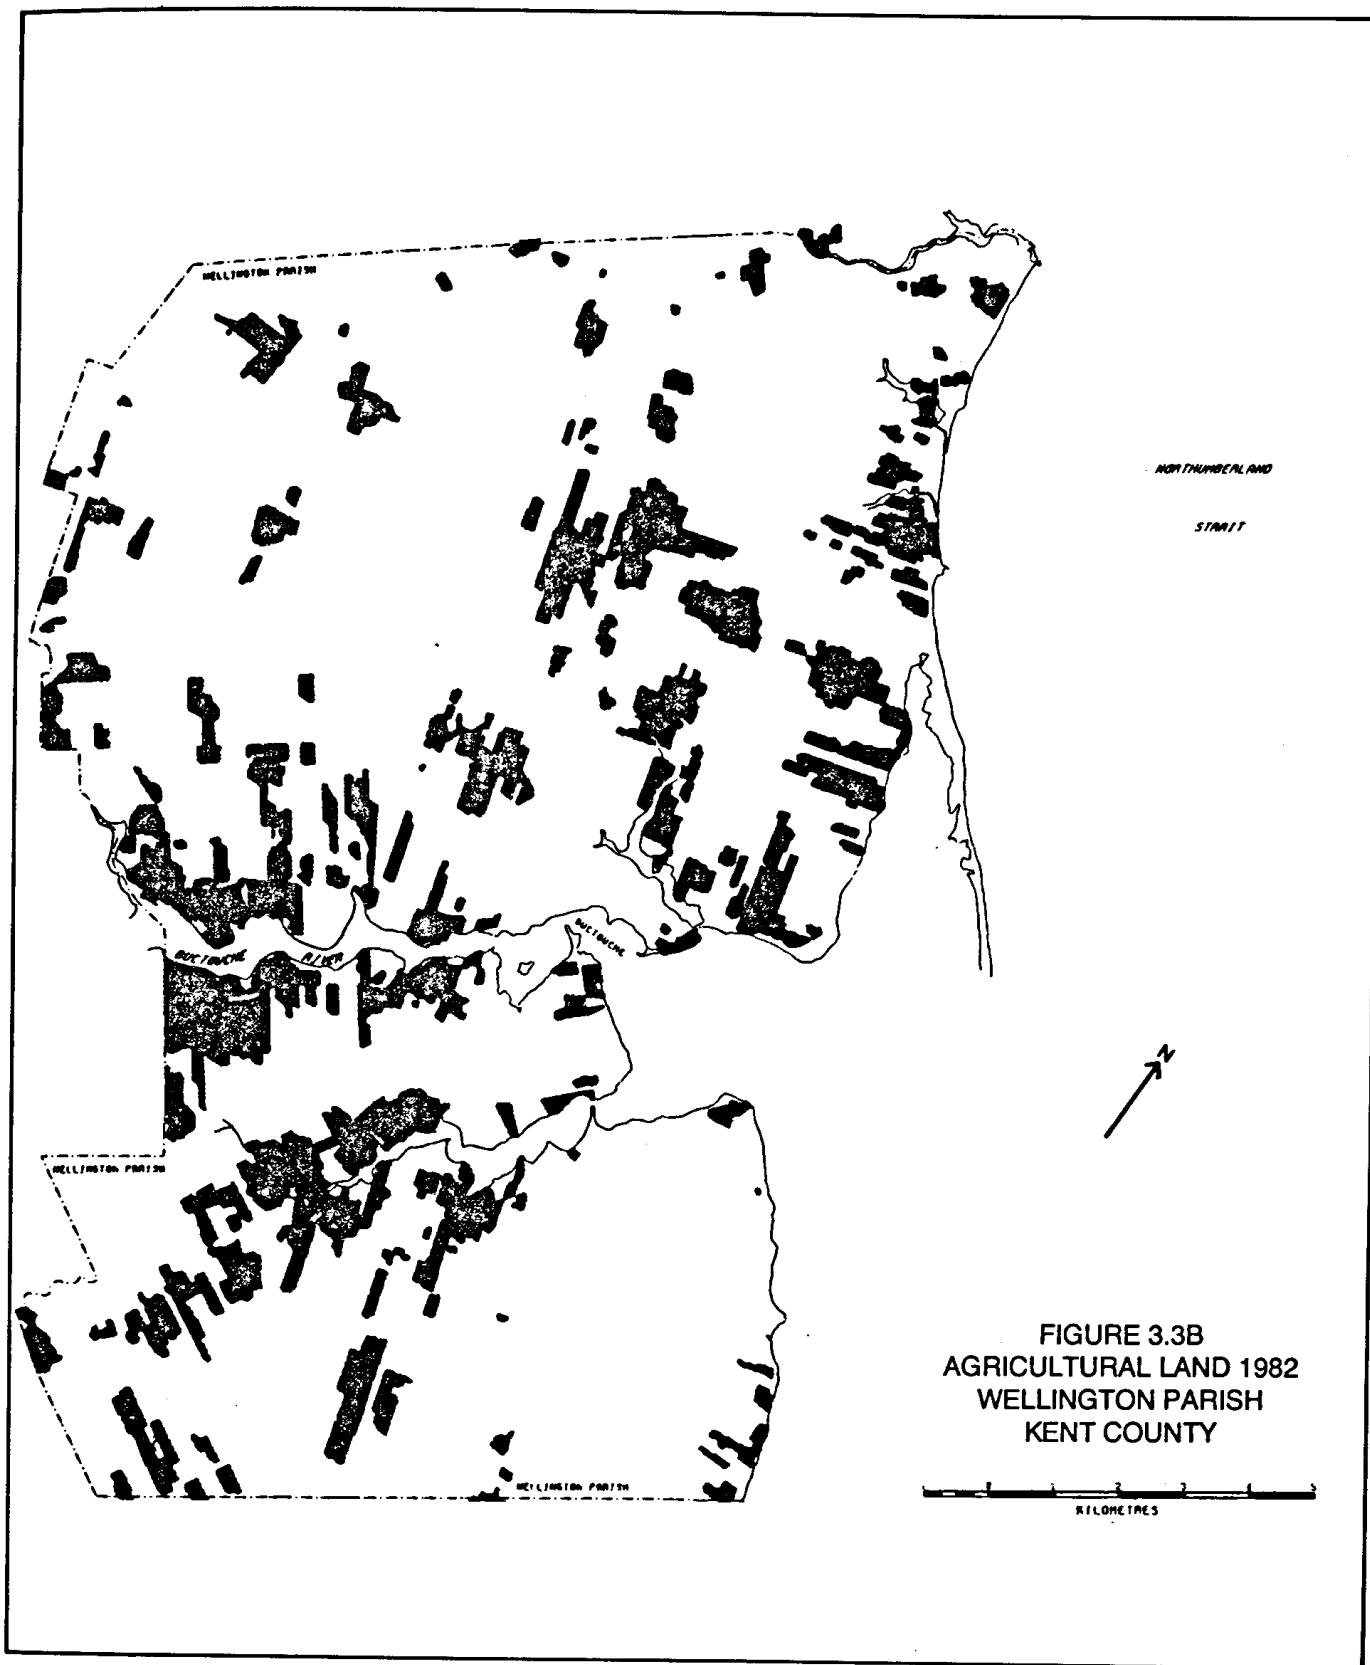 WELLINGTON PARISH
NORTHUMBERLAND
STRAIT
BUCTOUCHE
BUCTOUCHE RIVER
N
WELLINGTON PARISH
FIGURE 3.3B
AGRICULTURAL LAND 1982
WELLINGTON PARISH
KENT COUNTY
WELLINGTON PARISH
KILOMETRES